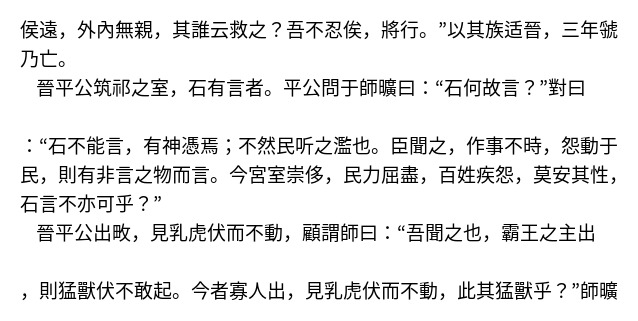 侯遠，外內無親，其誰云救之？吾不忍俟，將行。”以其族适晉，三年虢
乃亡。
晉平公筑祁之室，石有言者。平公問于師曠曰：“石何故言？”對曰
：“石不能言，有神憑焉；不然民听之濫也。臣聞之，作事不時，怨動于
民，則有非言之物而言。今宮室崇侈，民力屈盡，百姓疾怨，莫安其性，
石言不亦可乎？”
晉平公出畋，見乳虎伏而不動，顧謂師曰：“吾聞之也，霸王之主出
，則猛獸伏不敢起。今者寡人出，見乳虎伏而不動，此其猛獸乎？”師曠